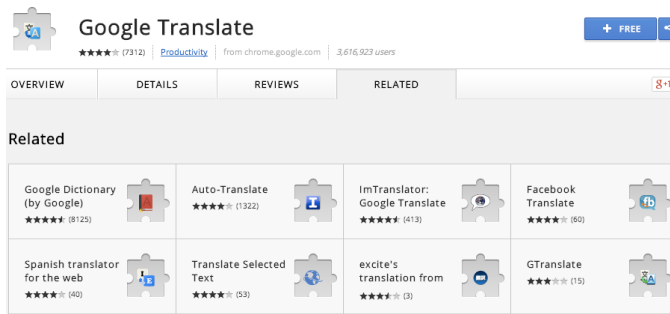 Google Translate
(7312) Productivity from chrome.google.com 3,616,923 users
+ FREE
OVERVIEW DETAILS REVIEWS RELATED
Related
Google Dictionary
(by Google)
(8125)
Auto-Translate
(1322)
ImTranslator:
Google Translate
(413)
Facebook
Translate
(60)
Spanish translator
for the web
(40)
Translate Selected
Text
(53)
excite's
translation from
(3)
GTranslate
(15)